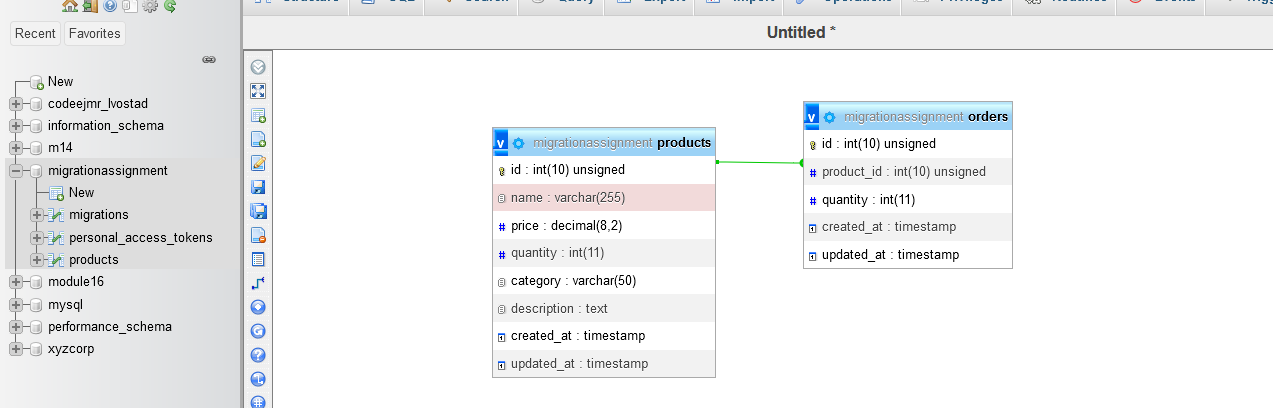 Structure SQL Search Query Export Import Operations Privileges Routines Events
Recent Favorites
Untitled *
New
codeejmr_lvostad
information_schema
m14
migrationassignment
New
migrations
personal_access_tokens
products
module16
mysql
performance_schema
xyzcorp
v migrationassignment products
id : int(10) unsigned
name : varchar(255)
price : decimal(8,2)
quantity : int(11)
category : varchar(50)
description : text
created_at : timestamp
updated_at : timestamp
v migrationassignment orders
id : int(10) unsigned
product_id : int(10) unsigned
quantity : int(11)
created_at : timestamp
updated_at : timestamp